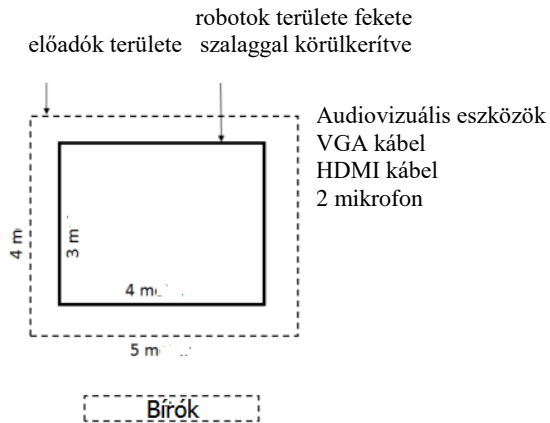 robotok területe fekete
előadók területe szalaggal körülkerítve
Audiovizuális eszközök
VGA kábel
HDMI kábel
2 mikrofon
4 m
3 m
4 m
5 m
Bírók